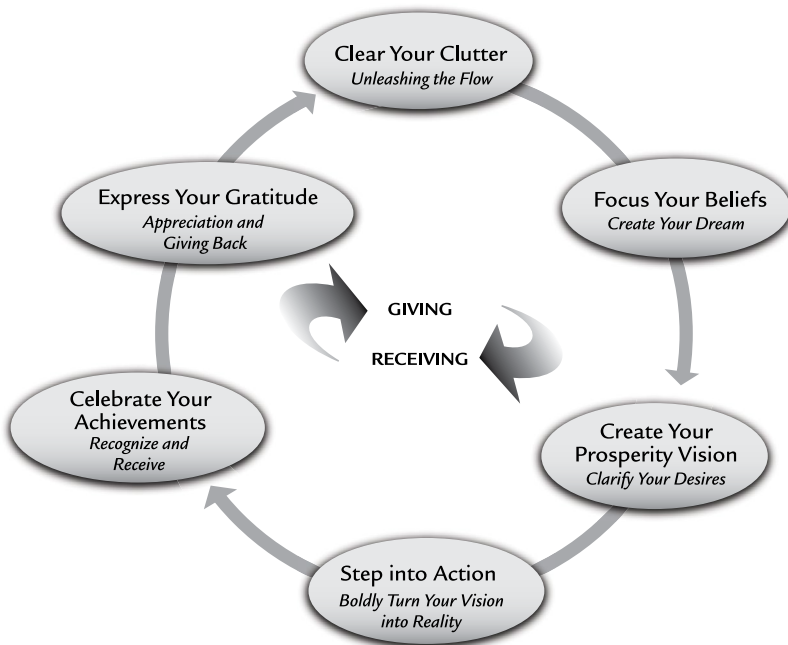 Clear Your Clutter
Unleashing the Flow
Focus Your Beliefs
Create Your Dream
Create Your
Prosperity Vision
Clarify Your Desires
Step into Action
Boldly Turn Your Vision
into Reality
Celebrate Your
Achievements
Recognize and
Receive
Express Your Gratitude
Appreciation and
Giving Back
GIVING
RECEIVING